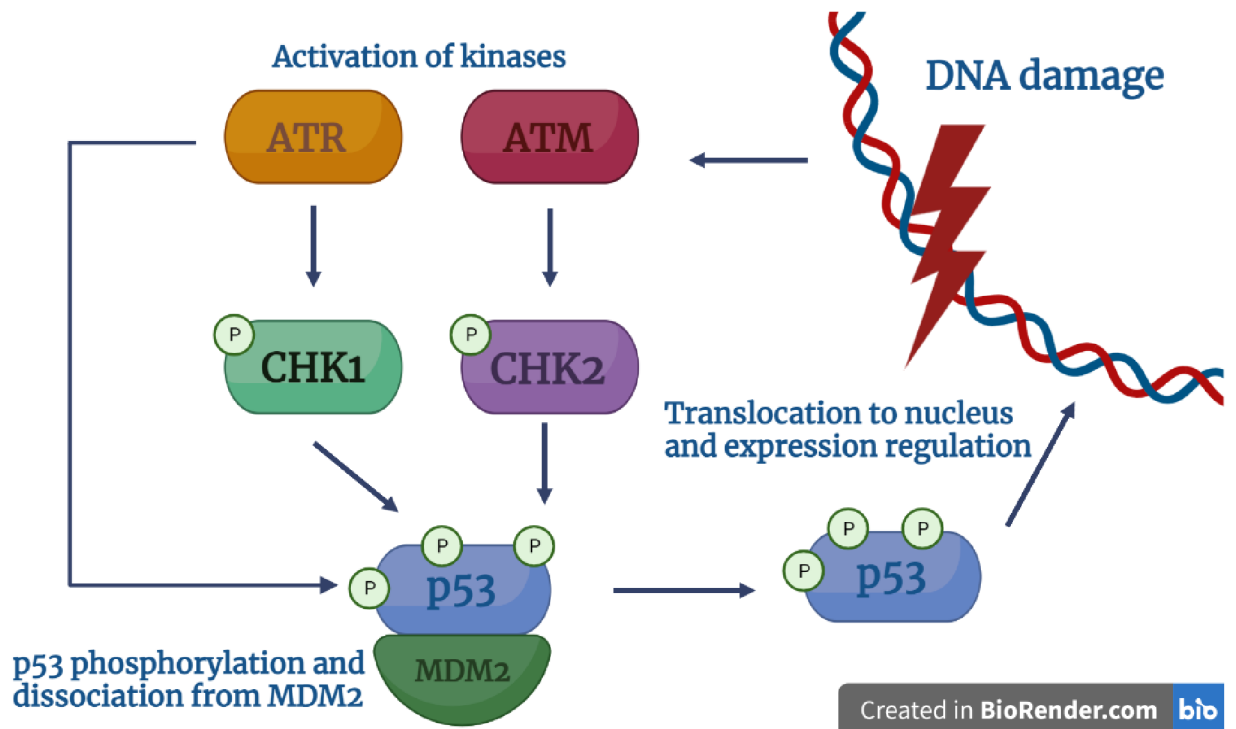 Activation of kinases
DNA damage
ATR
ATM
P
CHK1
P
CHK2
Translocation to nucleus
and expression regulation
P
P
P
p53
MDM2
P
P
P
p53
p53 phosphorylation and
dissociation from MDM2
Created in BioRender.com bio